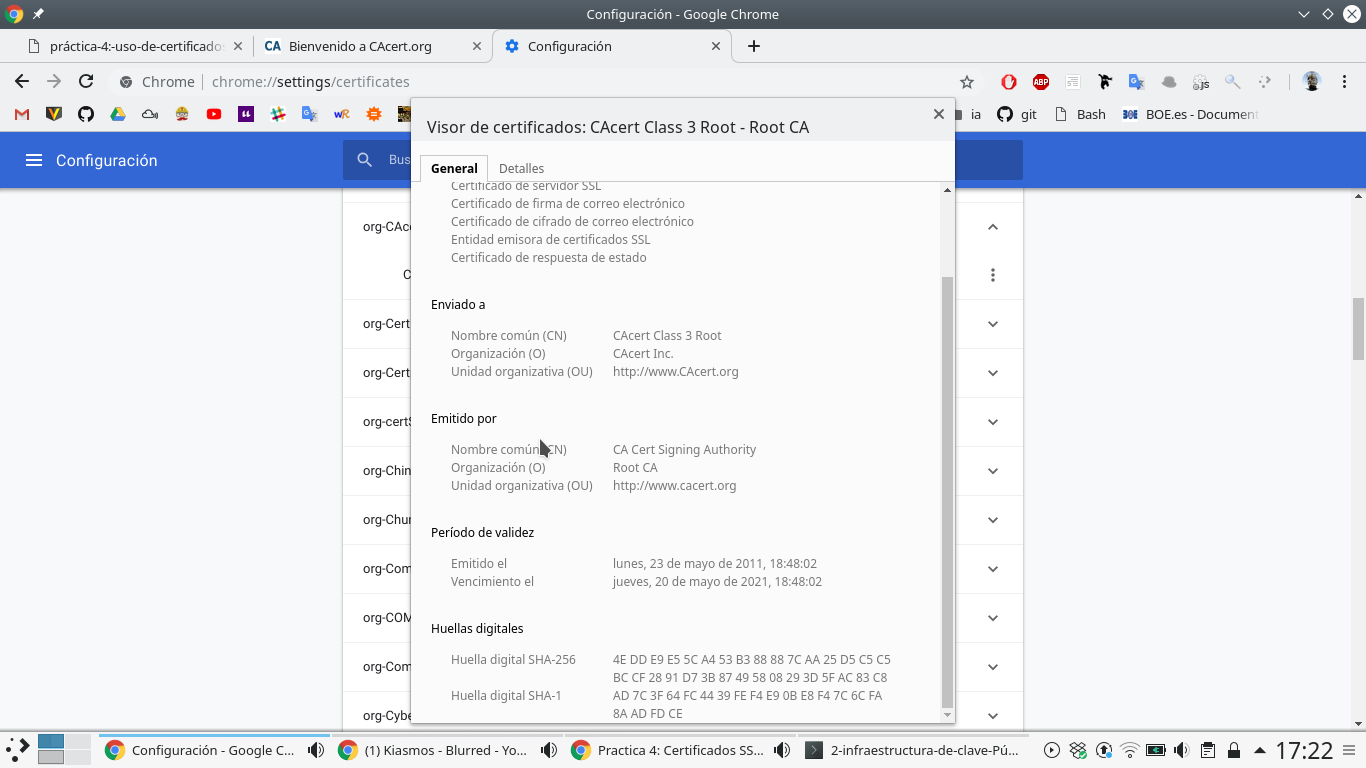 Configuración - Google Chrome
práctica-4:-uso-de-certificados
CA Bienvenido a CAcert.org
Configuración
Chrome | chrome://settings/certificates
ABP
js
ia
git
Bash
BOE.es - Document
Configuración
Bus
Visor de certificados: CAcert Class 3 Root - Root CA
General Detalles
Certificado de servidor SSL
Certificado de firma de correo electrónico
Certificado de cifrado de correo electrónico
Entidad emisora de certificados SSL
Certificado de respuesta de estado
Enviado a
Nombre común (CN) CAcert Class 3 Root
Organización (O) CAcert Inc.
Unidad organizativa (OU) http://www.CAcert.org
Emitido por
Nombre común (CN) CA Cert Signing Authority
Organización (O) Root CA
Unidad organizativa (OU) http://www.cacert.org
Período de validez
Emitido el lunes, 23 de mayo de 2011, 18:48:02
Vencimiento el jueves, 20 de mayo de 2021, 18:48:02
Huellas digitales
Huella digital SHA-256 4E DD E9 E5 5C A4 53 B3 88 88 7C AA 25 D5 C5 C5
BC CF 28 91 D7 3B 87 49 58 08 29 3D 5F AC 83 C8
Huella digital SHA-1 AD 7C 3F 64 FC 44 39 FE F4 E9 0B E8 F4 7C 6C FA
8A AD FD CE
org-CAc
C
org-Cert
org-Cert
org-certS
org-Chin
org-Chu
org-Com
org-COM
org-Com
org-Cybe
Configuración - Google C...
(1) Kiasmos - Blurred - Yo...
Practica 4: Certificados SS...
2-infraestructura-de-clave-Pú...
17:22